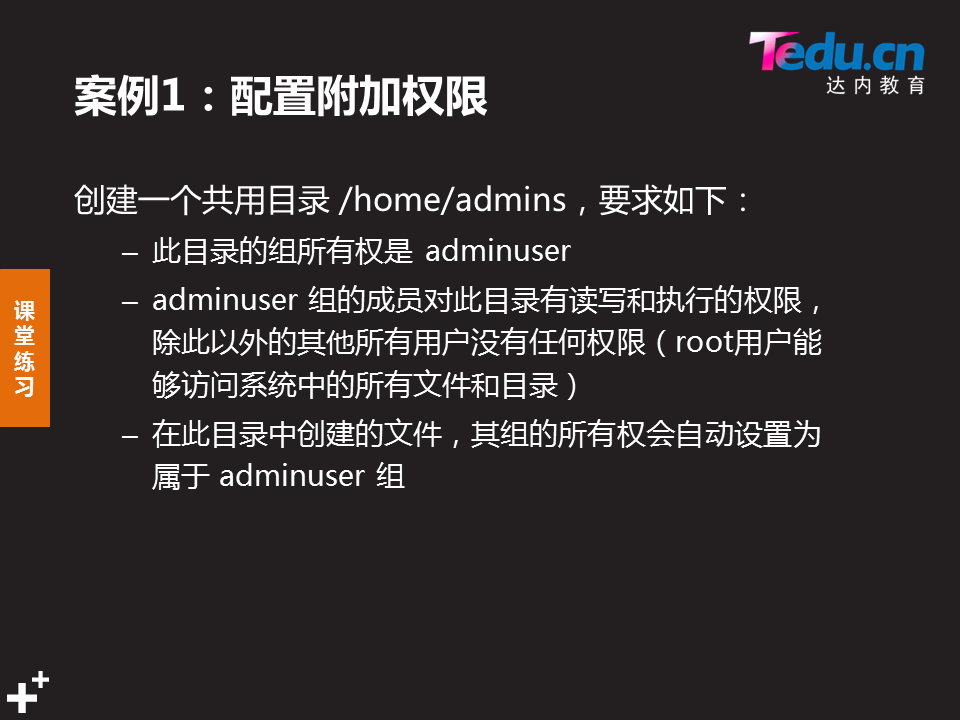 Tedu.cn
达内教育
案例1：配置附加权限
创建一个共用目录 /home/admins，要求如下：
– 此目录的组所有权是 adminuser
– adminuser 组的成员对此目录有读写和执行的权限，
除此以外的其他所有用户没有任何权限（root用户能
够访问系统中的所有文件和目录）
– 在此目录中创建的文件，其组的所有权会自动设置为
属于 adminuser 组
课
堂
练
习